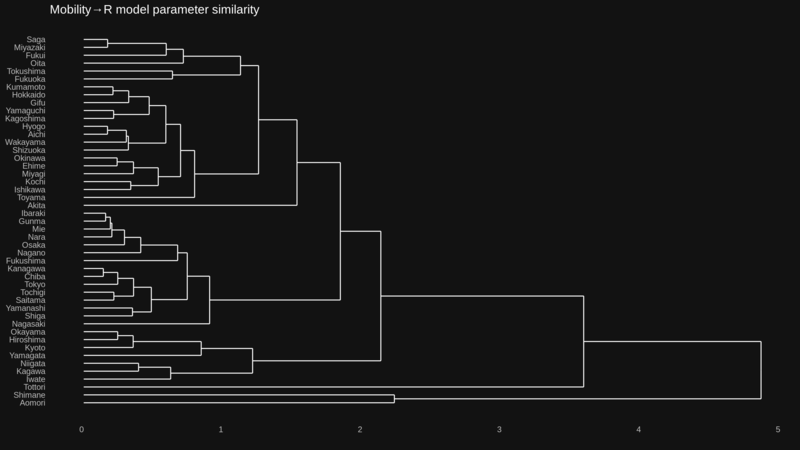 Mobility→R model parameter similarity
Saga
Miyazaki
Fukui
Oita
Tokushima
Fukuoka
Kumamoto
Hokkaido
Gifu
Yamaguchi
Kagoshima
Hyogo
Aichi
Wakayama
Shizuoka
Okinawa
Ehime
Miyagi
Kochi
Ishikawa
Toyama
Akita
Ibaraki
Gunma
Mie
Nara
Osaka
Nagano
Fukushima
Kanagawa
Chiba
Tokyo
Tochigi
Saitama
Yamanashi
Shiga
Nagasaki
Okayama
Hiroshima
Kyoto
Yamagata
Niigata
Kagawa
Iwate
Tottori
Shimane
Aomori
0 1 2 3 4 5